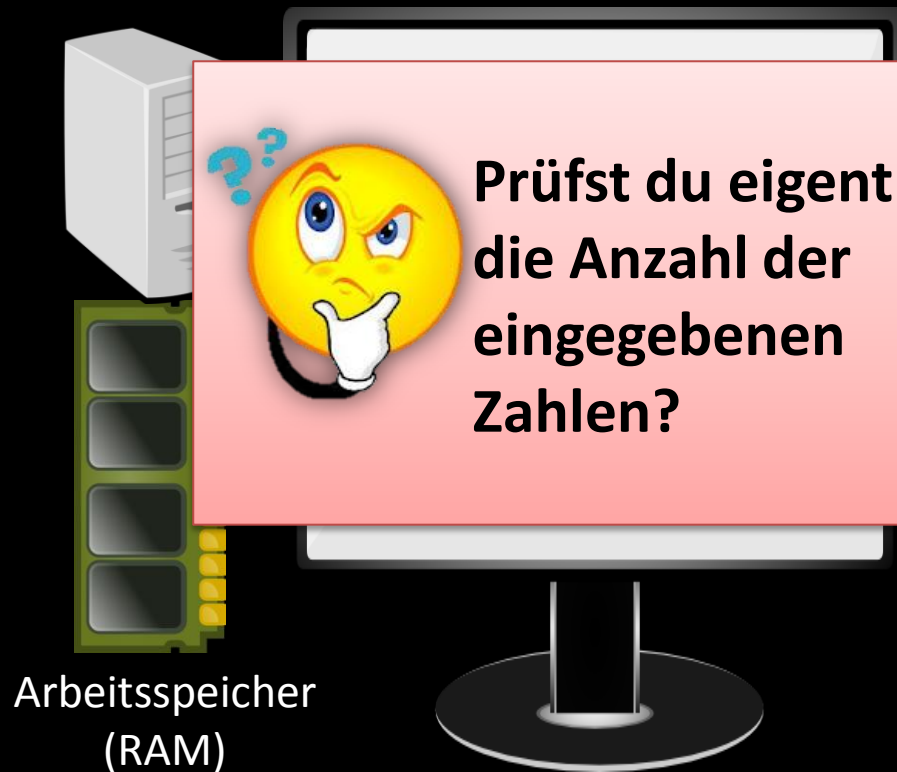 ??
Prüfst du eigent
die Anzahl der
eingegebenen
Zahlen?
Arbeitsspeicher
(RAM)